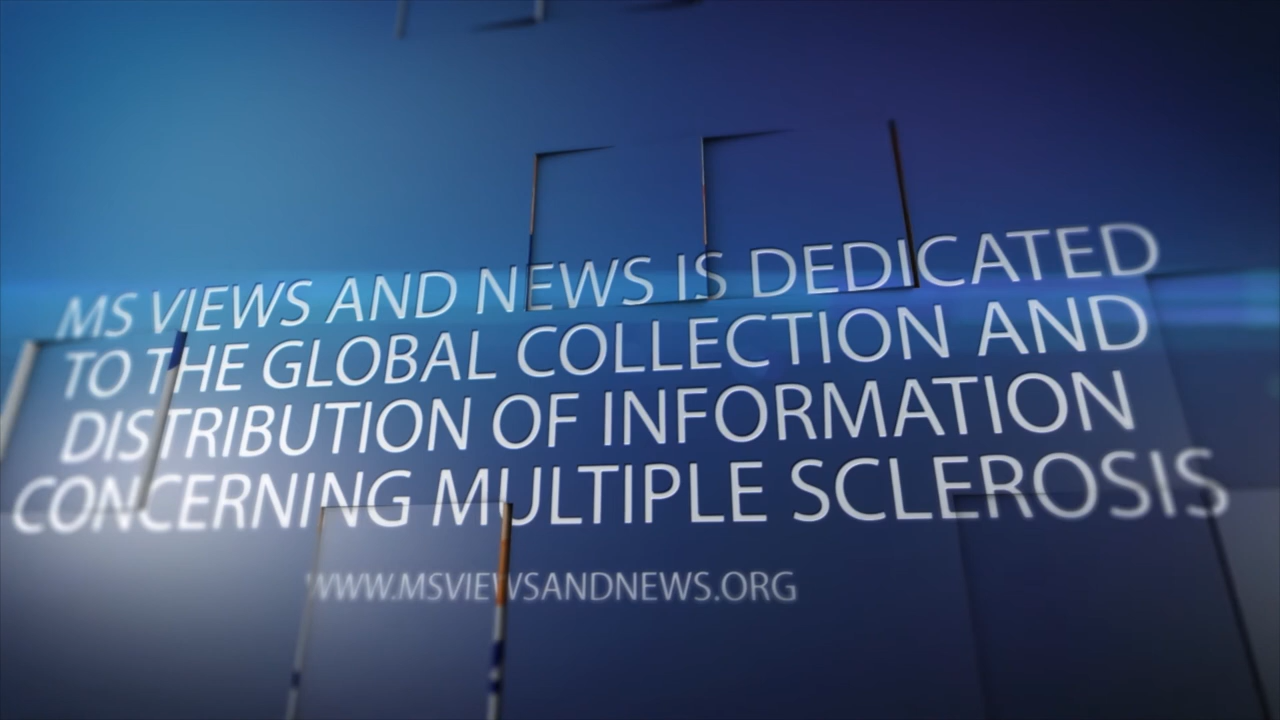 MS VIEWS AND NEWS IS DEDICATED
TO THE GLOBAL COLLECTION AND
DISTRIBUTION OF INFORMATION
CONCERNING MULTIPLE SCLEROSIS
WWW.MSVIEWSANDNEWS.ORG